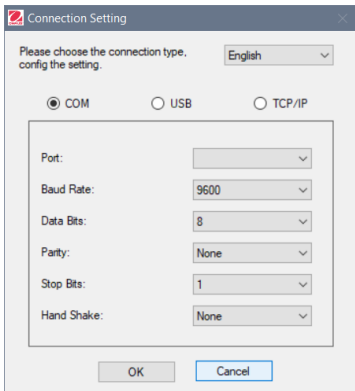 Connection Setting
Please choose the connection type,
config the setting.
English
COM
USB
TCP/IP
Port:
Baud Rate: 9600
Data Bits: 8
Parity: None
Stop Bits: 1
Hand Shake: None
OK
Cancel